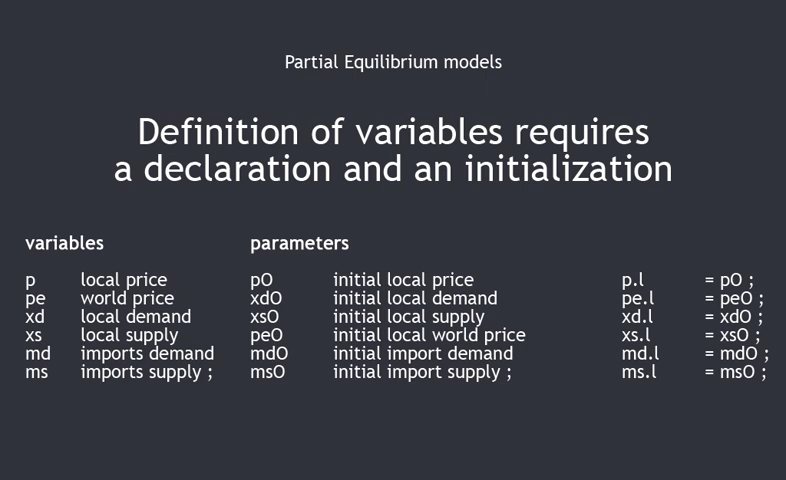 Partial Equilibrium models
Definition of variables requires
a declaration and an initialization
variables parameters
p local price pO initial local price p.l = pO ;
pe world price xdO initial local demand pe.l = peO ;
xd local demand xsO initial local supply xd.l = xdO ;
xs local supply peO initial local world price xs.l = xsO ;
md imports demand mdO initial import demand md.l = mdO ;
ms imports supply ; msO initial import supply ; ms.l = msO ;